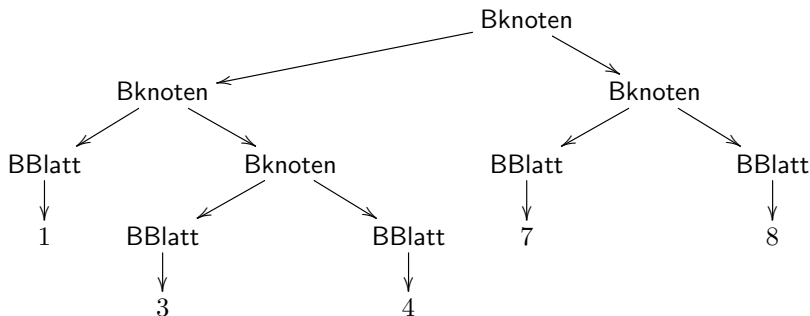 Bknoten
Bknoten Bknoten
BBlatt Bknoten BBlatt BBlatt
1 BBlatt BBlatt 7 8
3 4